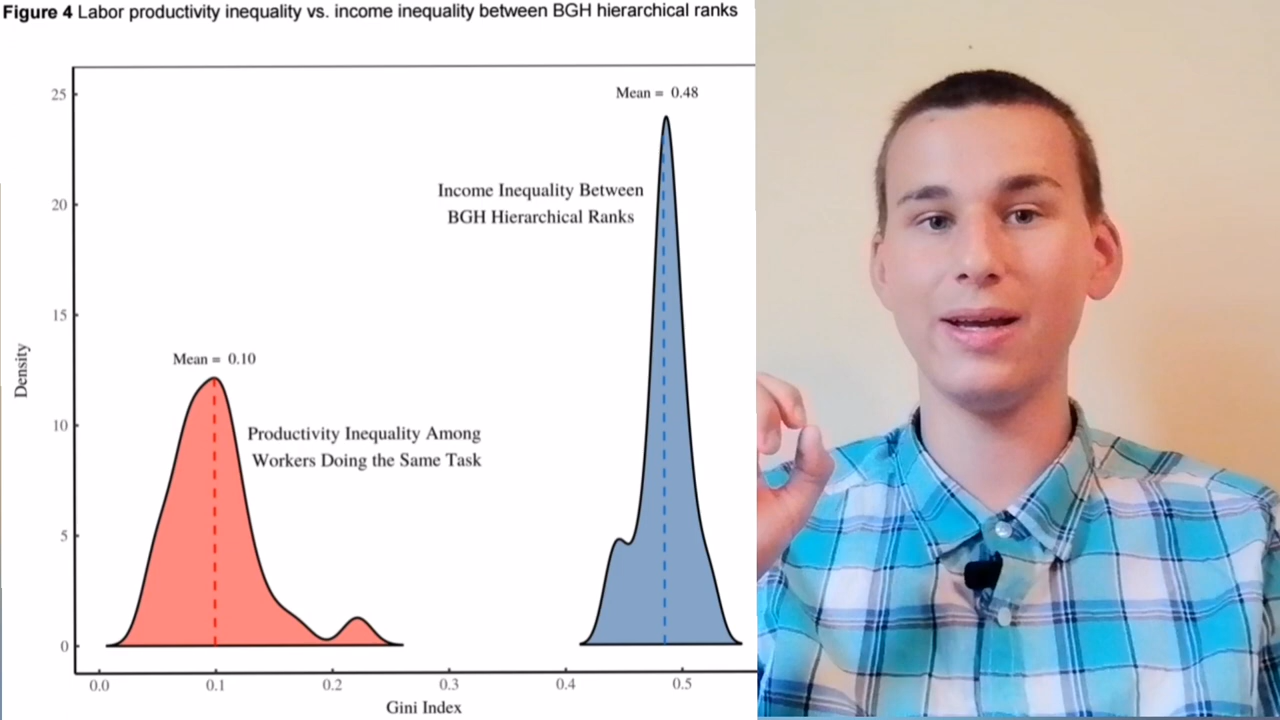 Figure 4 Labor productivity inequality vs. income inequality between BGH hierarchical ranks
25
Mean = 0.48
Income Inequality Between
BGH Hierarchical Ranks
20
15
Mean = 0.10
Density
10
Productivity Inequality Among
Workers Doing the Same Task
5
0
0.0 0.1 0.2 0.3 0.4 0.5
Gini Index